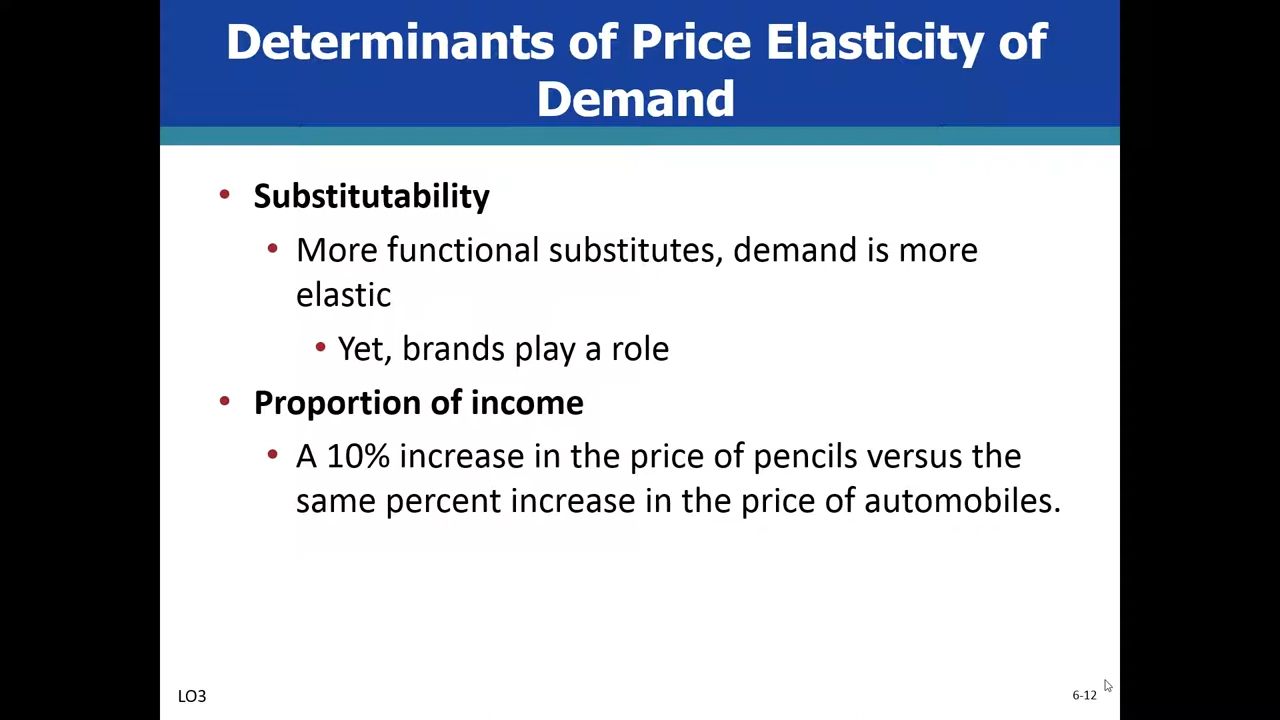 Determinants of Price Elasticity of
Demand
• Substitutability
• More functional substitutes, demand is more
elastic
• Yet, brands play a role
• Proportion of income
• A 10% increase in the price of pencils versus the
same percent increase in the price of automobiles.
LO3
6-12